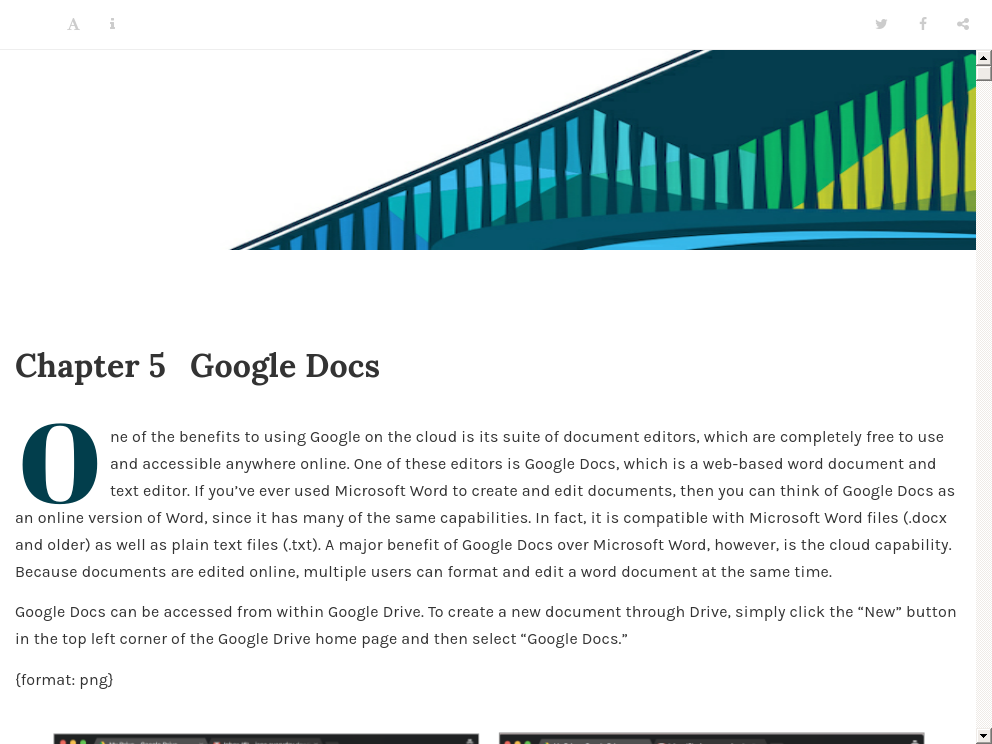 Chapter 5 Google Docs
One of the benefits to using Google on the cloud is its suite of document editors, which are completely free to use
and accessible anywhere online. One of these editors is Google Docs, which is a web-based word document and
text editor. If you’ve ever used Microsoft Word to create and edit documents, then you can think of Google Docs as
an online version of Word, since it has many of the same capabilities. In fact, it is compatible with Microsoft Word files (.docx
and older) as well as plain text files (.txt). A major benefit of Google Docs over Microsoft Word, however, is the cloud capability.
Because documents are edited online, multiple users can format and edit a word document at the same time.
Google Docs can be accessed from within Google Drive. To create a new document through Drive, simply click the “New” button
in the top left corner of the Google Drive home page and then select “Google Docs.”
{format: png}